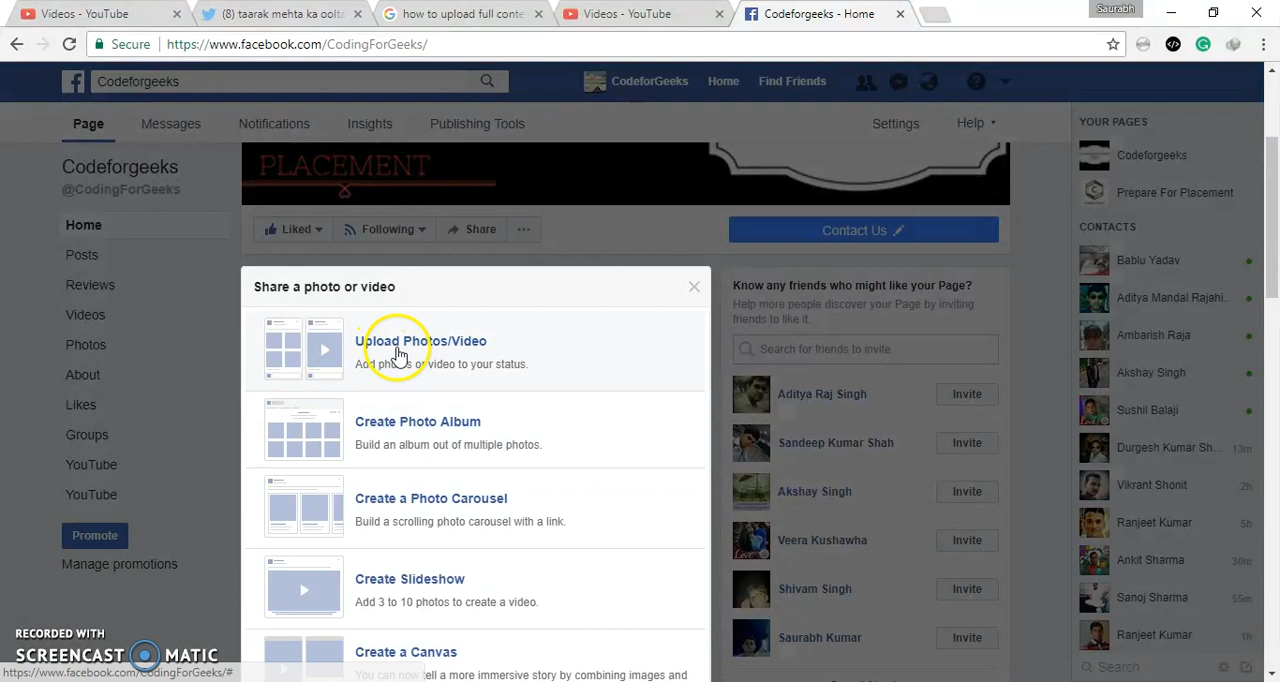 Videos - YouTube
(8) taarak mehta ka oolta
how to upload full conte
Videos - YouTube
Codeforgeeks - Home
Saurabh
Secure
https://www.facebook.com/CodingForGeeks/
Codeforgeeks
CodeforGeeks
Home
Find Friends
Page
Messages
Notifications
Insights
Publishing Tools
Settings
Help
Codeforgeeks
@CodingForGeeks
Home
Posts
Reviews
Videos
Photos
About
Likes
Groups
YouTube
YouTube
Promote
Manage promotions
PLACEMENT
Liked
Following
Share
Contact Us
Share a photo or video
Upload Photos/Video
Add photos or video to your status.
Create Photo Album
Build an album out of multiple photos.
Create a Photo Carousel
Build a scrolling photo carousel with a link.
Create Slideshow
Add 3 to 10 photos to create a video.
Create a Canvas
You can now tell a more immersive story by combining images and
Know any friends who might like your Page?
Help more people discover your Page by inviting
friends to like it.
Search for friends to invite
Aditya Raj Singh
Invite
Sandeep Kumar Shah
Invite
Akshay Singh
Invite
Veera Kushawha
Invite
Shivam Singh
Invite
Saurabh Kumar
Invite
YOUR PAGES
Codeforgeeks
Prepare For Placement
CONTACTS
Bablu Yadav
Aditya Mandal Rajahi...
Ambarish Raja
Akshay Singh
Sushil Balaji
Durgesh Kumar Sh...
13m
Vikrant Shonit
2h
Ranjeet Kumar
5h
Ankit Sharma
30m
Sanoj Sharma
55m
Ranjeet Kumar
1h
Search
RECORDED WITH
SCREENCAST MATIC
https://www.facebook.com/CodingForGeeks/#